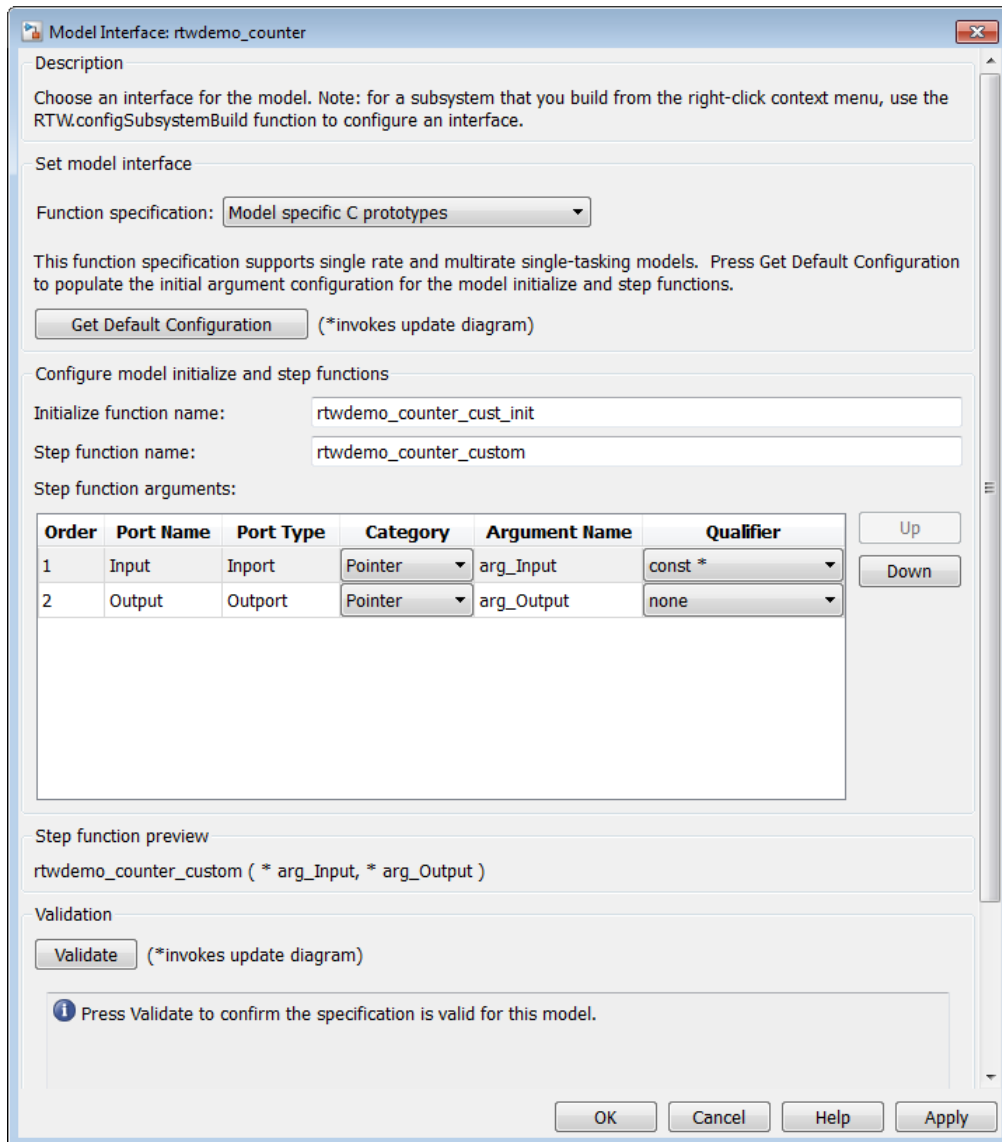 Model Interface: rtwdemo_counter
Description
Choose an interface for the model. Note: for a subsystem that you build from the right-click context menu, use the
RTW.configSubsystemBuild function to configure an interface.
Set model interface
Function specification: Model specific C prototypes
This function specification supports single rate and multirate single-tasking models. Press Get Default Configuration
to populate the initial argument configuration for the model initialize and step functions.
Get Default Configuration (*invokes update diagram)
Configure model initialize and step functions
Initialize function name: rtwdemo_counter_cust_init
Step function name: rtwdemo_counter_custom
Step function arguments:
Order Port Name Port Type Category Argument Name Qualifier Up
1 Input Inport Pointer arg_Input const * Down
2 Output Outport Pointer arg_Output none
Step function preview
rtwdemo_counter_custom ( * arg_Input, * arg_Output )
Validation
Validate (*invokes update diagram)
Press Validate to confirm the specification is valid for this model.
OK Cancel Help Apply